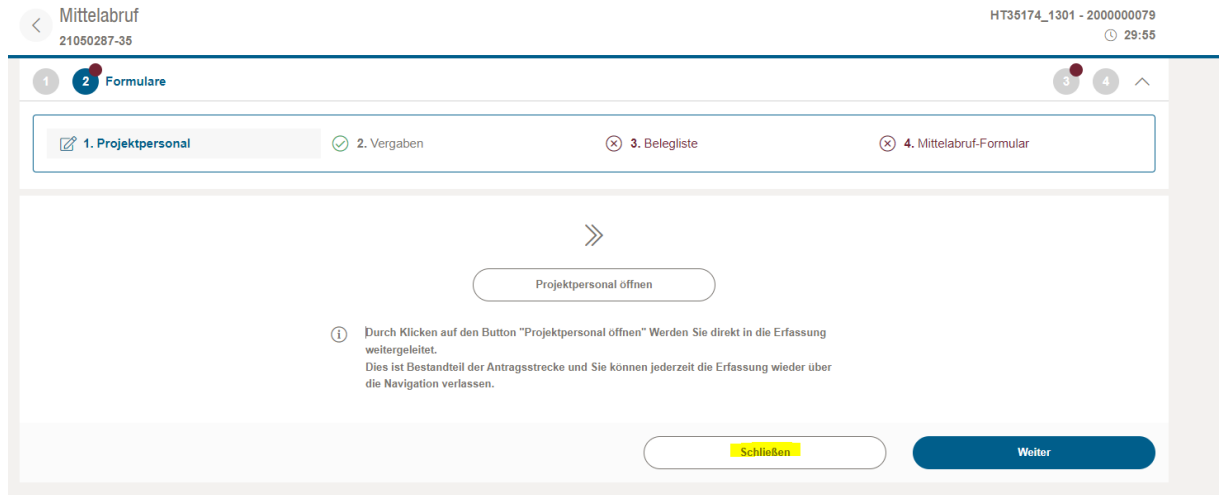 Mittelabruf
21050287-35
HT35174_1301 - 2000000079
29:55
1
2 Formulare
3
4
1. Projektpersonal
2. Vergaben
3. Belegliste
4. Mittelabruf-Formular
Projektpersonal öffnen
Durch Klicken auf den Button "Projektpersonal öffnen" Werden Sie direkt in die Erfassung
weitergeleitet.
Dies ist Bestandteil der Antragsstrecke und Sie können jederzeit die Erfassung wieder über
die Navigation verlassen.
Schließen
Weiter